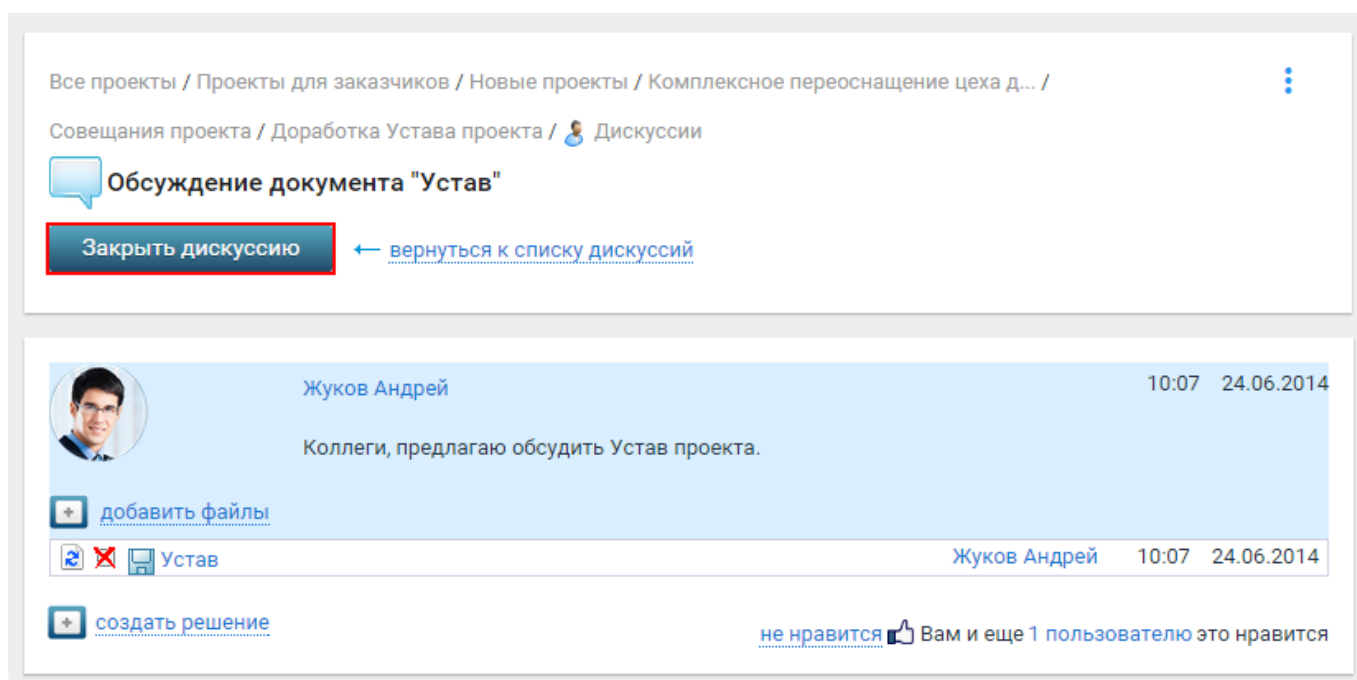 Все проекты / Проекты для заказчиков / Новые проекты / Комплексное переоснащение цеха д... /
Совещания проекта / Доработка Устава проекта / Дискуссии
Обсуждение документа "Устав"
Закрыть дискуссию ← вернуться к списку дискуссий
Жуков Андрей 10:07 24.06.2014
Коллеги, предлагаю обсудить Устав проекта.
добавить файлы
Устав Жуков Андрей 10:07 24.06.2014
создать решение
не нравится Вам и еще 1 пользователю это нравится